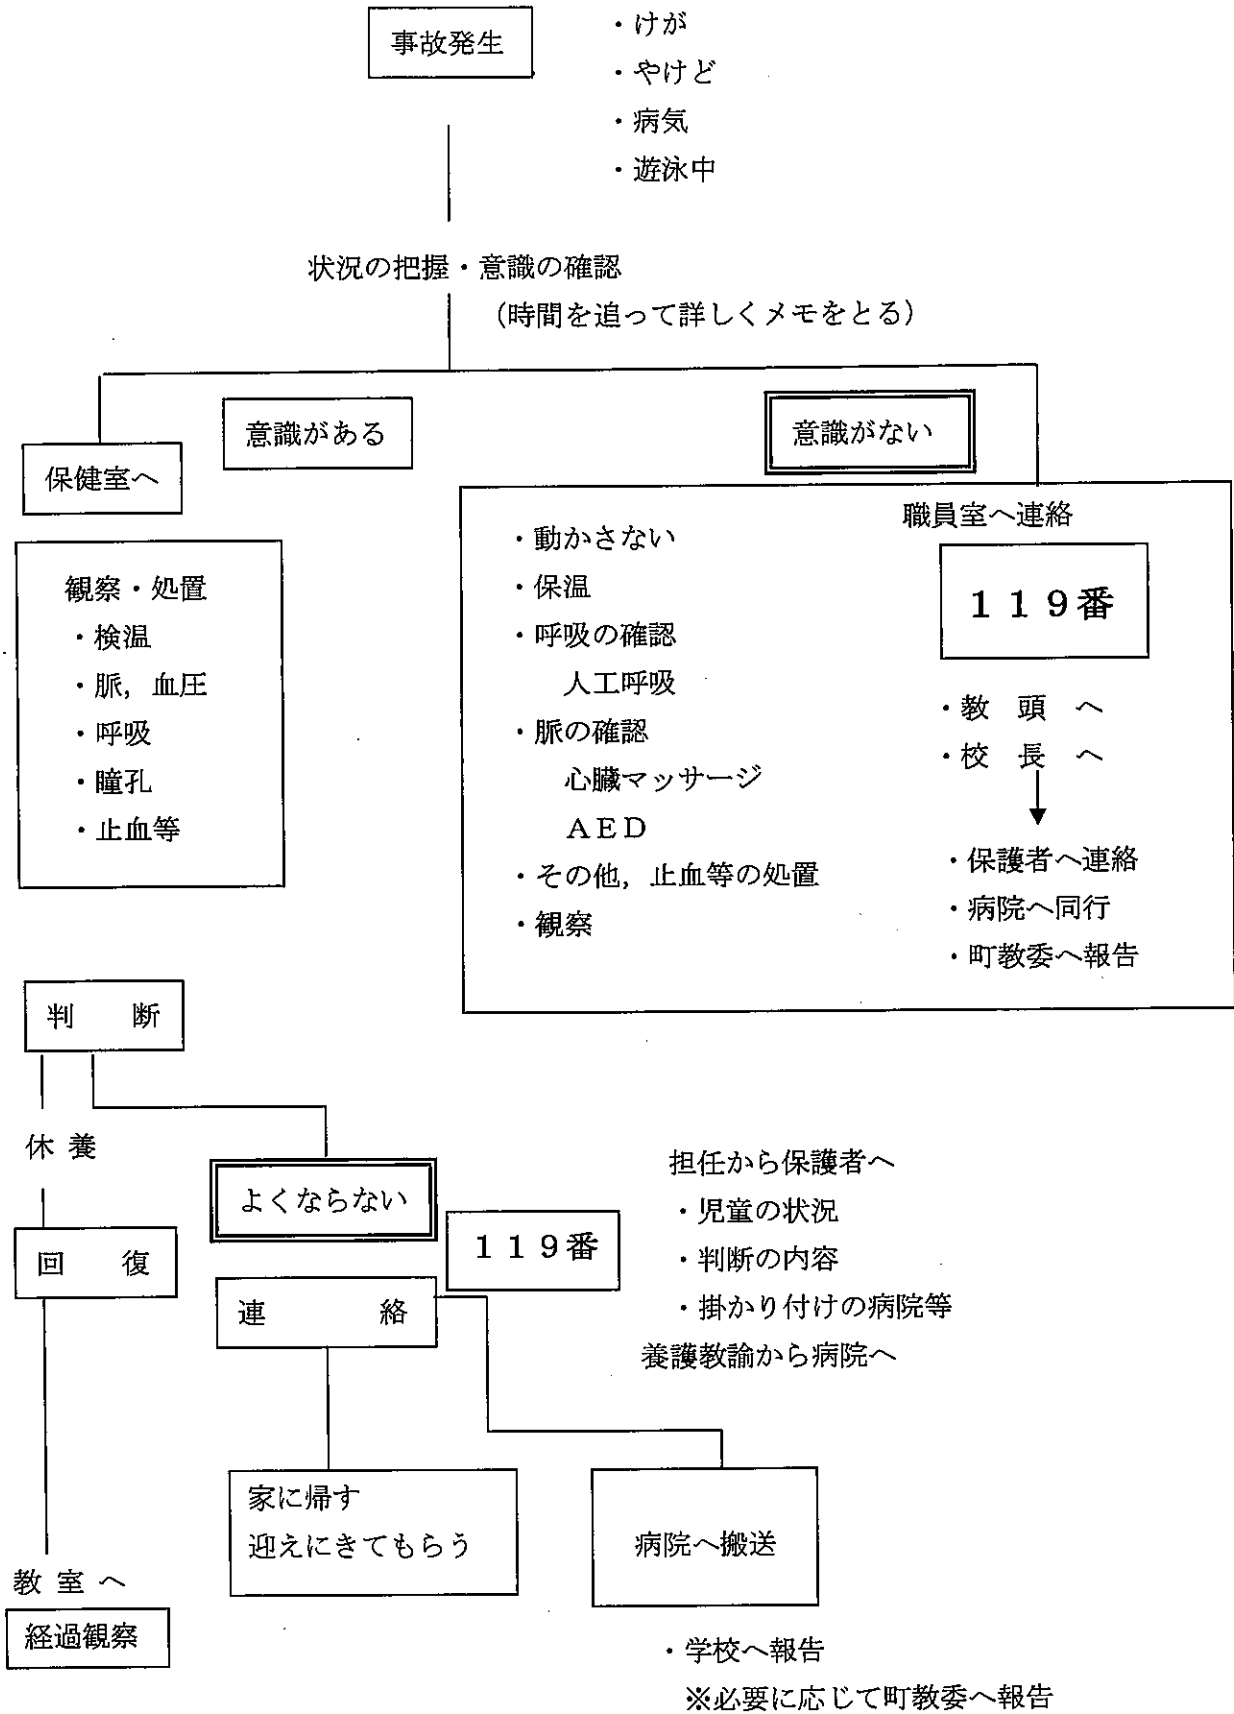 事故発生
・けが
・やけど
・病気
・遊泳中
状況の把握・意識の確認
（時間を追って詳しくメモをとる）
意識がある
意識がない
保健室へ
観察・処置
・検温
・脈，血圧
・呼吸
・瞳孔
・止血等
・動かさない
・保温
・呼吸の確認
人工呼吸
・脈の確認
心臓マッサージ
ＡＥＤ
・その他，止血等の処置
・観察
職員室へ連絡
１１９番
・教　頭　へ
・校　長　へ
・保護者へ連絡
・病院へ同行
・町教委へ報告
判　　断
休 養
回　　復
よくならない
１１９番
連　　　　絡
担任から保護者へ
・児童の状況
・判断の内容
・掛かり付けの病院等
養護教諭から病院へ
家に帰す
迎えにきてもらう
病院へ搬送
教 室 へ
経過観察
・学校へ報告
※必要に応じて町教委へ報告